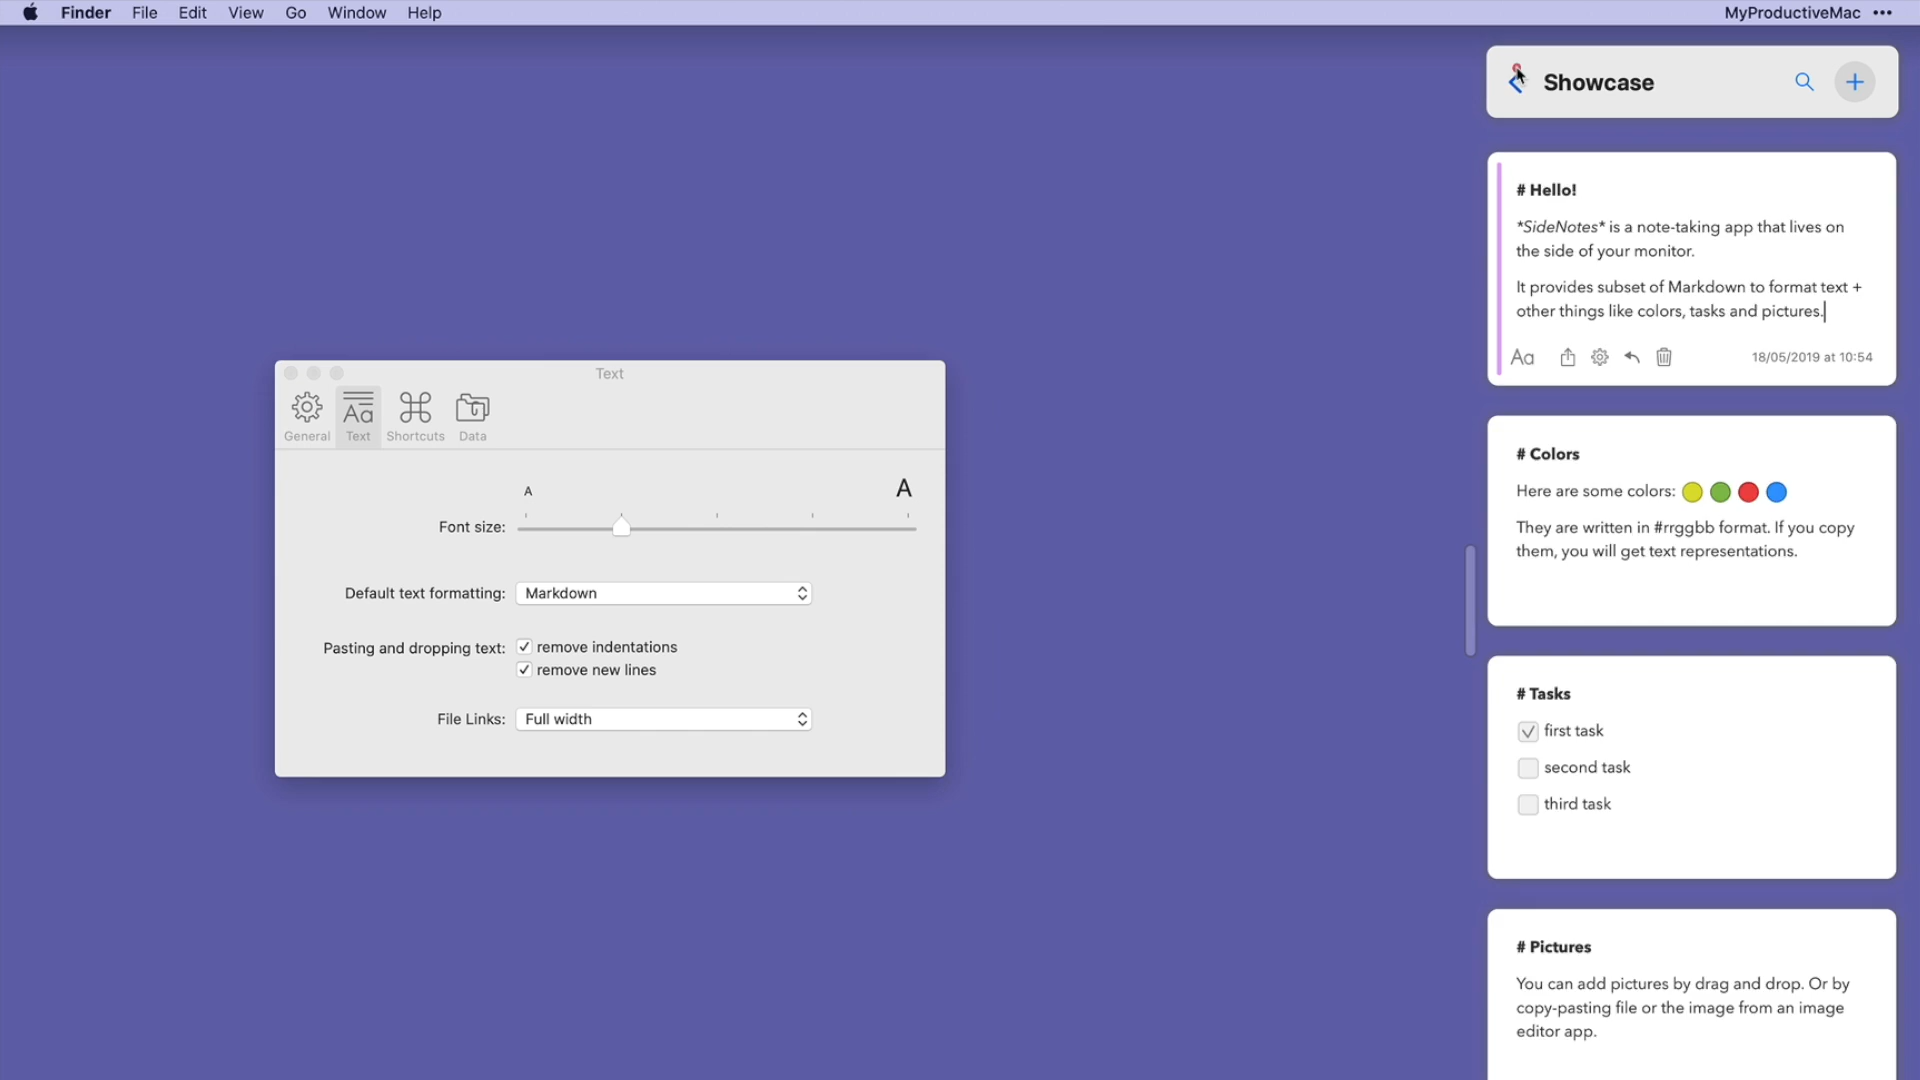 Finder File Edit View Go Window Help
MyProductiveMac •••
Showcase
# Hello!
*SideNotes* is a note-taking app that lives on
the side of your monitor.
It provides subset of Markdown to format text +
other things like colors, tasks and pictures.
Aa
18/05/2019 at 10:54
# Colors
Here are some colors:
They are written in #rrggbb format. If you copy
them, you will get text representations.
# Tasks
first task
second task
third task
# Pictures
You can add pictures by drag and drop. Or by
copy-pasting file or the image from an image
editor app.
Text
Aa
General Text Shortcuts Data
A A
Font size:
Default text formatting: Markdown
Pasting and dropping text: remove indentations
remove new lines
File Links: Full width